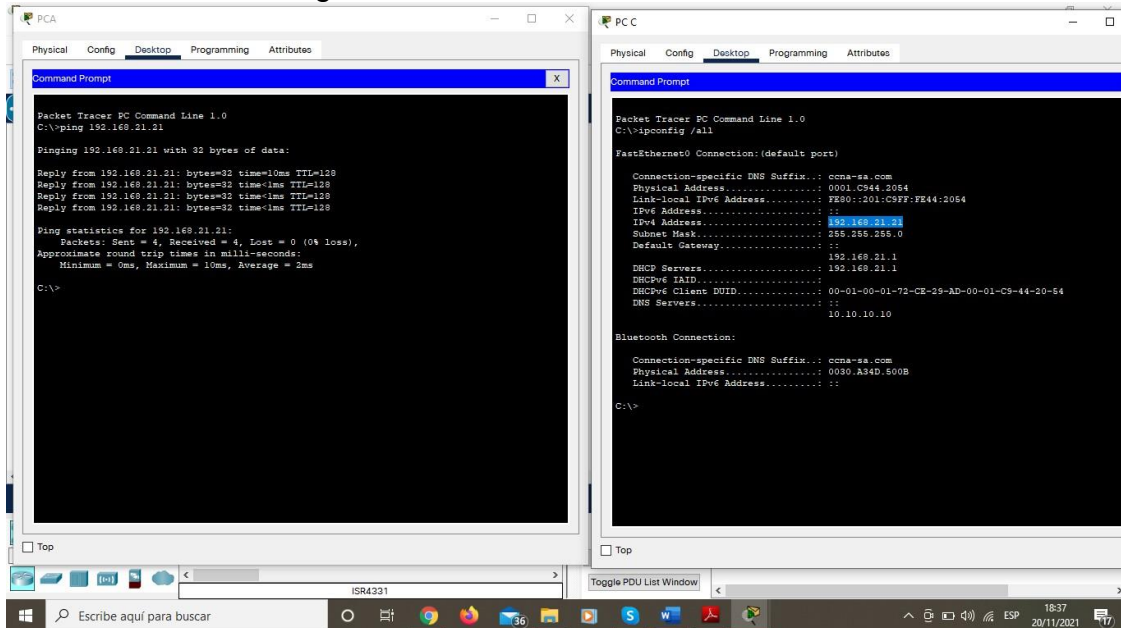 PCA
Physical Config Desktop Programming Attributes
Command Prompt X
Packet Tracer PC Command Line 1.0
C:\>ping 192.168.21.21
Pinging 192.168.21.21 with 32 bytes of data:
Reply from 192.168.21.21: bytes=32 time=10ms TTL=128
Reply from 192.168.21.21: bytes=32 time<1ms TTL=128
Reply from 192.168.21.21: bytes=32 time<1ms TTL=128
Reply from 192.168.21.21: bytes=32 time<1ms TTL=128
Ping statistics for 192.168.21.21:
Packets: Sent = 4, Received = 4, Lost = 0 (0% loss),
Approximate round trip times in milli-seconds:
Minimum = 0ms, Maximum = 10ms, Average = 2ms
C:\>
Top
PC C
Physical Config Desktop Programming Attributes
Command Prompt
Packet Tracer PC Command Line 1.0
C:\>ipconfig /all
FastEthernet0 Connection:(default port)
Connection-specific DNS Suffix..: ccna-sa.com
Physical Address................: 0001.C944.2054
Link-local IPv6 Address.........: FE80::201:C9FF:FE44:2054
IPv6 Address....................: ::
IPv4 Address....................: 192.168.21.21
Subnet Mask.....................: 255.255.255.0
Default Gateway.................: ::
192.168.21.1
DHCP Servers....................: 192.168.21.1
DHCPv6 IAID.....................:
DHCPv6 Client DUID..............: 00-01-00-01-72-CE-29-AD-00-01-C9-44-20-54
DNS Servers.....................: ::
10.10.10.10
Bluetooth Connection:
Connection-specific DNS Suffix..: ccna-sa.com
Physical Address................: 0030.A34D.500B
Link-local IPv6 Address.........: ::
C:\>
Top
ISR4331
Toggle PDU List Window
Escribe aquí para buscar
36
ESP
18:37
20/11/2021
17